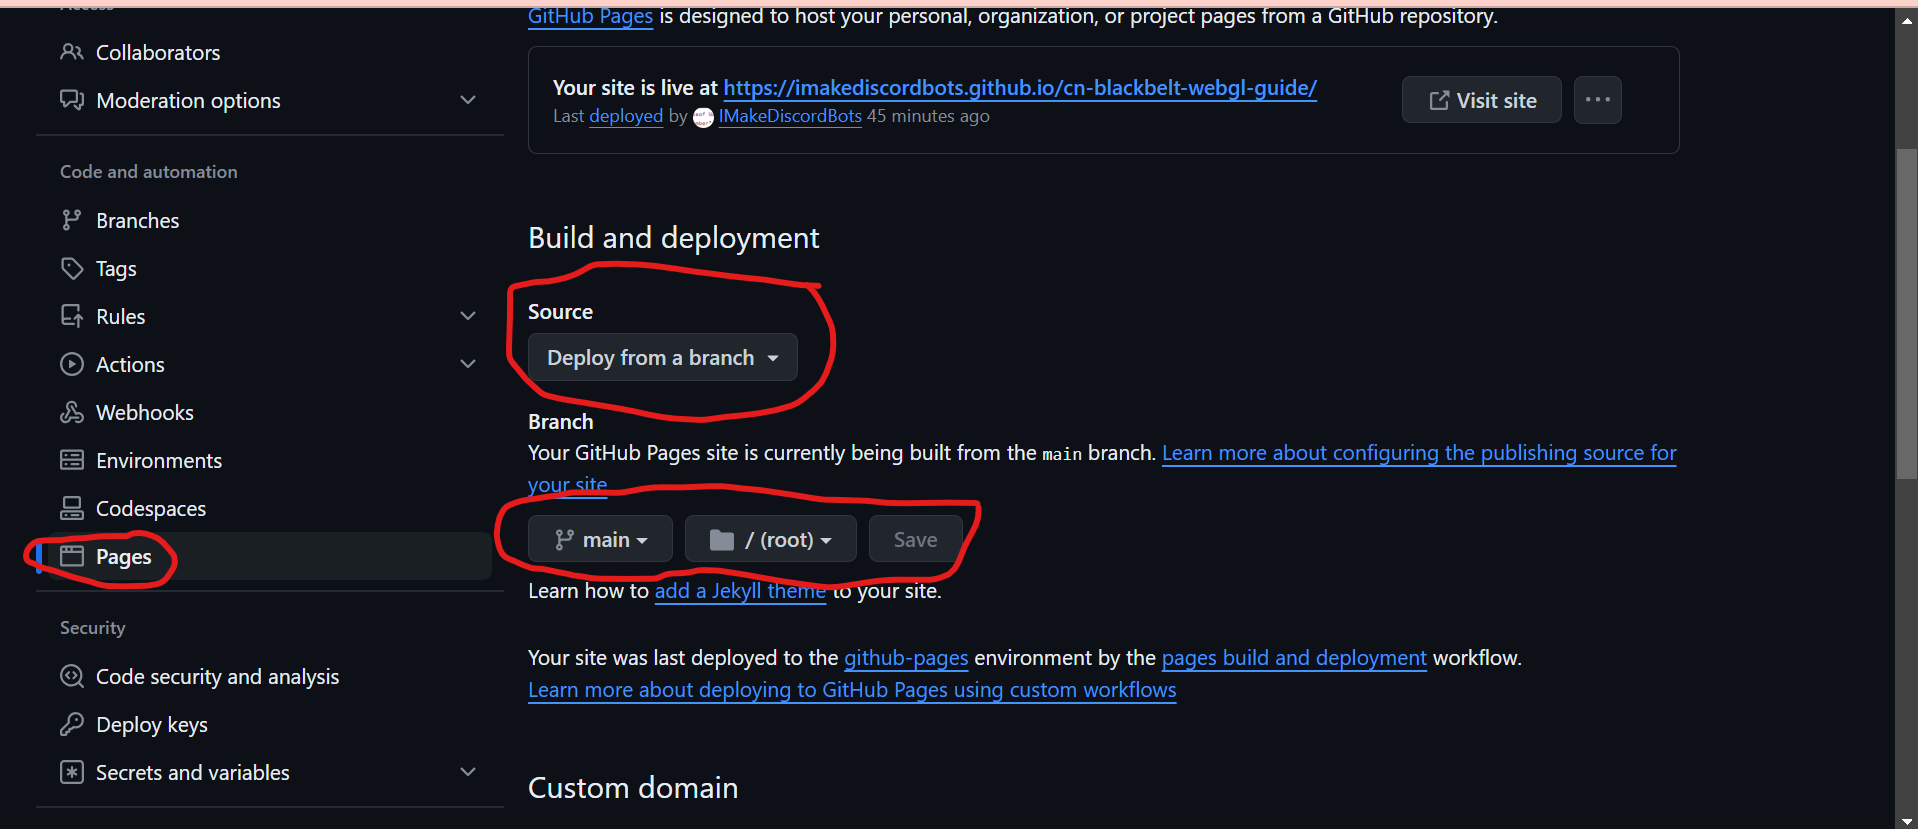 Access
Collaborators
Moderation options
Code and automation
Branches
Tags
Rules
Actions
Webhooks
Environments
Codespaces
Pages
Security
Code security and analysis
Deploy keys
Secrets and variables
GitHub Pages is designed to host your personal, organization, or project pages from a GitHub repository.
Your site is live at https://imakediscordbots.github.io/cn-blackbelt-webgl-guide/
Last deployed by IMakeDiscordBots 45 minutes ago
Visit site
Build and deployment
Source
Deploy from a branch
Branch
Your GitHub Pages site is currently being built from the main branch. Learn more about configuring the publishing source for
your site
main / (root) Save
Learn how to add a Jekyll theme to your site.
Your site was last deployed to the github-pages environment by the pages build and deployment workflow.
Learn more about deploying to GitHub Pages using custom workflows
Custom domain